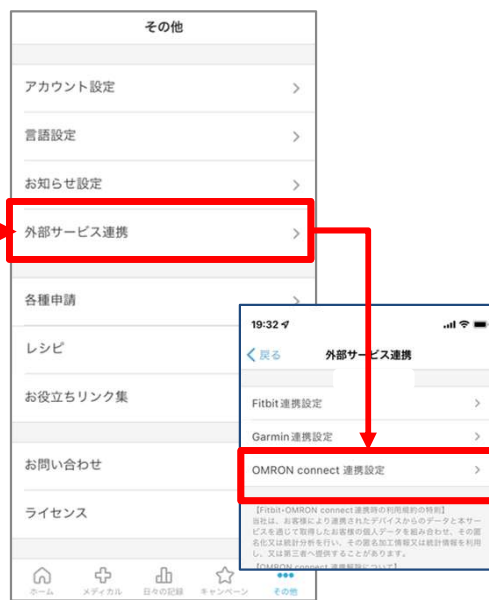 その他
アカウント設定
言語設定
お知らせ設定
外部サービス連携
各種申請
レシピ
お役立ちリンク集
お問い合わせ
ライセンス
ホーム
メディカル
日々の記録
キャンペーン
その他
19:32
戻る
外部サービス連携
Fitbit 連携設定
Garmin 連携設定
OMRON connect 連携設定
【Fitbit・OMRON connect 連携時の利用規約の特則】
当社は、お客様により連携されたデバイスからのデータと本サー
ビスを通じて取得したお客様の個人データを組み合わせ、その匿
名化又は統計分析を行い、その匿名加工情報又は統計情報を利用
し、又は第三者へ提供することがあります。
【OMRON connect 連携解除について】